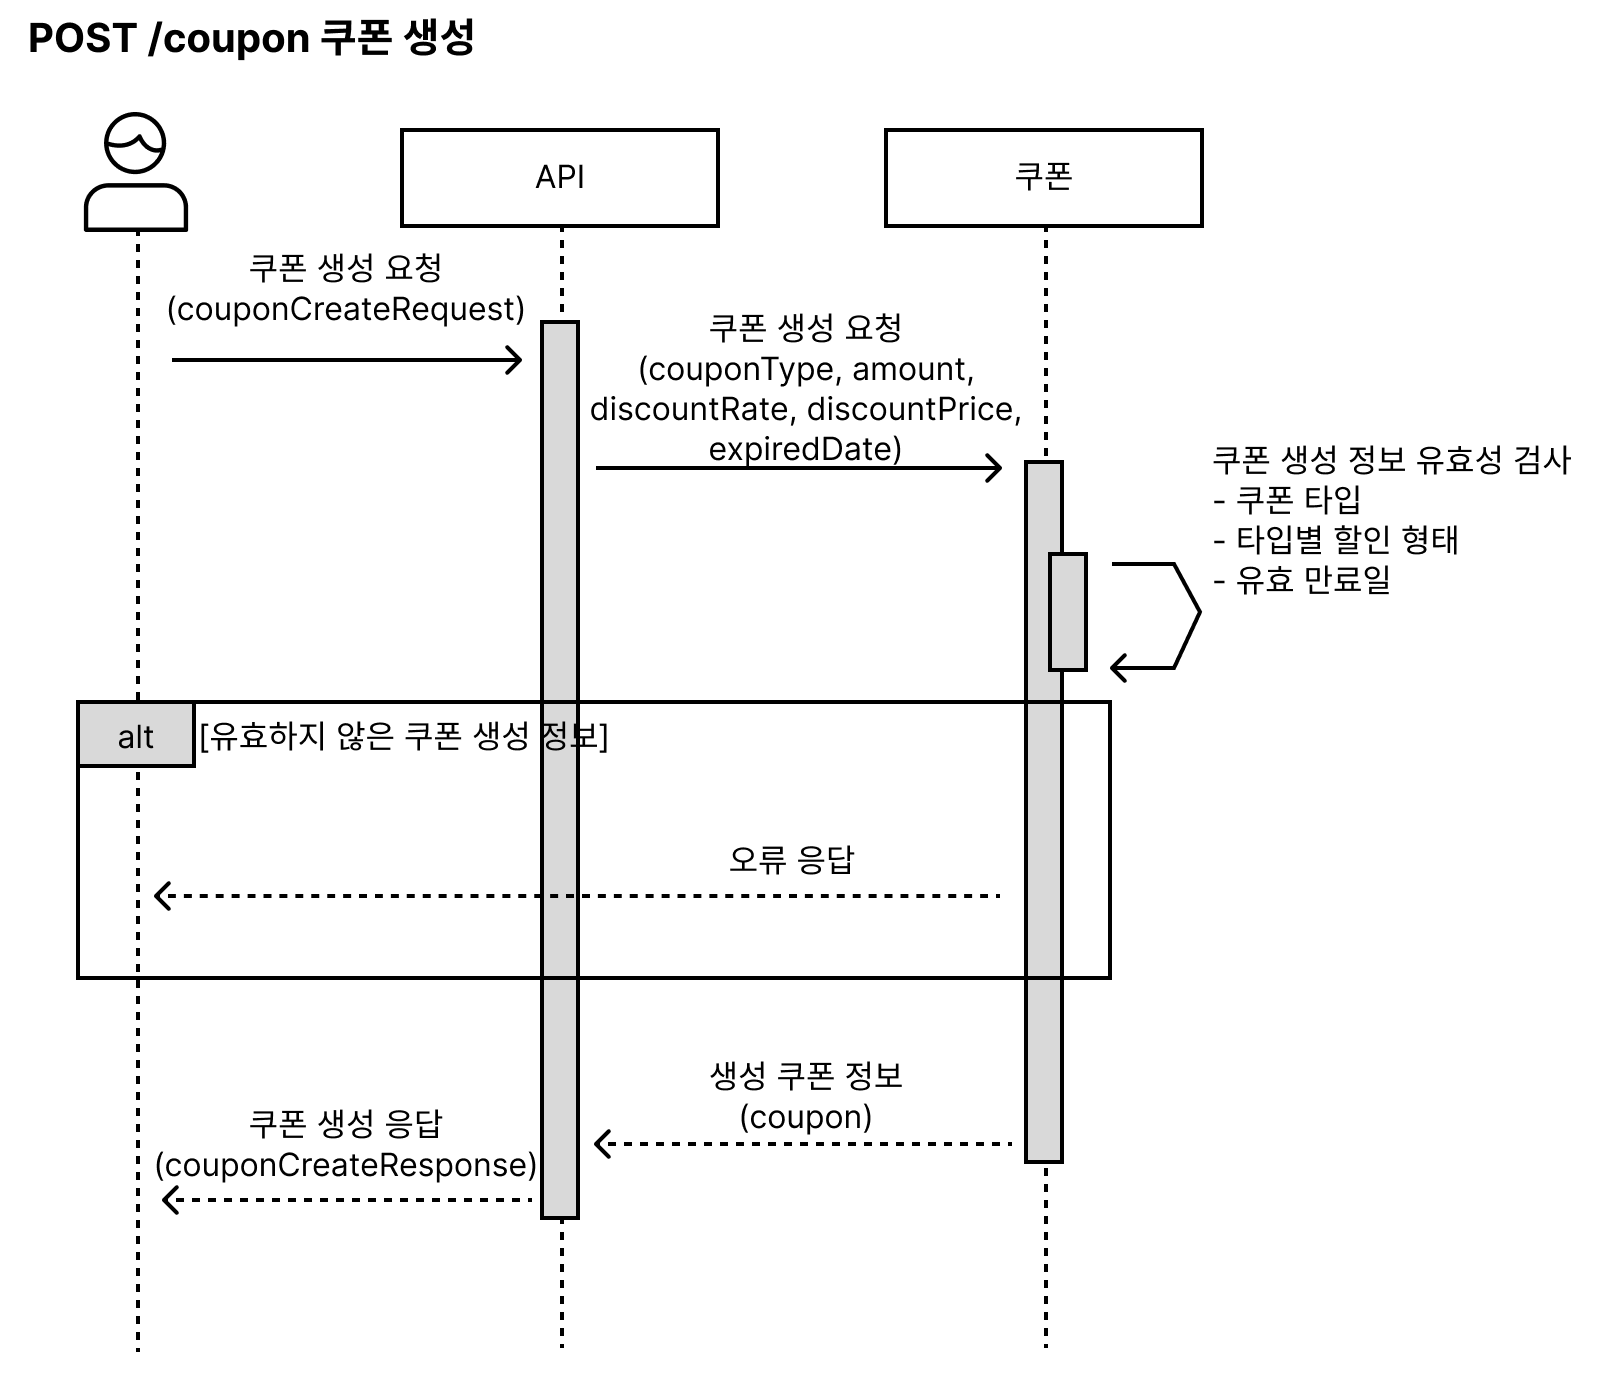 POST /coupon 쿠폰 생성
API
쿠폰
쿠폰 생성 요청
(couponCreateRequest)
쿠폰 생성 요청
(couponType, amount,
discountRate, discountPrice,
expiredDate)
쿠폰 생성 정보 유효성 검사
- 쿠폰 타입
- 타입별 할인 형태
- 유효 만료일
alt
[유효하지 않은 쿠폰 생성 정보]
오류 응답
생성 쿠폰 정보
(coupon)
쿠폰 생성 응답
(couponCreateResponse)